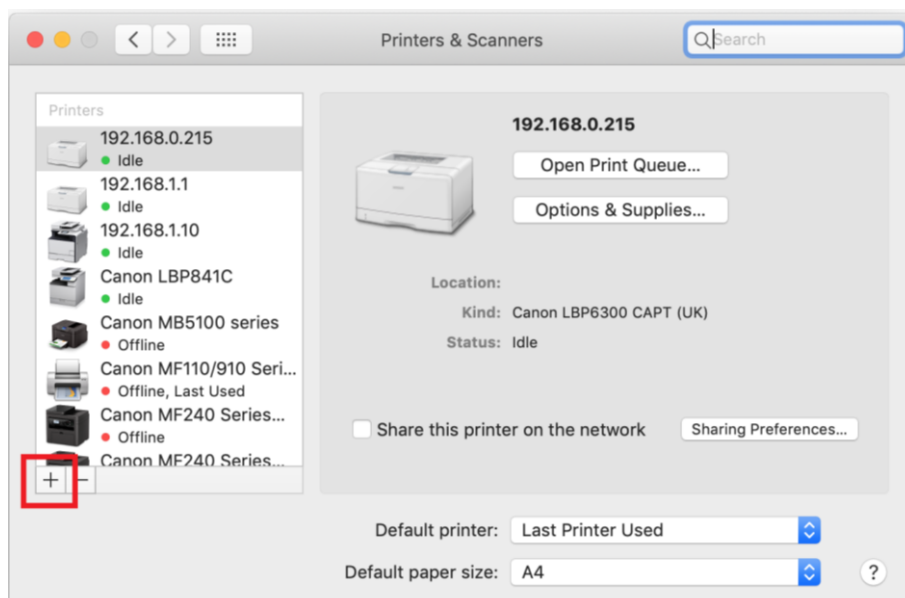 Printers & Scanners
Search
Printers
192.168.0.215
Idle
192.168.1.1
Idle
192.168.1.10
Idle
Canon LBP841C
Idle
Canon MB5100 series
Offline
Canon MF110/910 Seri...
Offline, Last Used
Canon MF240 Series...
Offline
Canon MF240 Series...
+ −
192.168.0.215
Open Print Queue...
Options & Supplies...
Location:
Kind: Canon LBP6300 CAPT (UK)
Status: Idle
Share this printer on the network
Sharing Preferences...
Default printer: Last Printer Used
Default paper size: A4
?